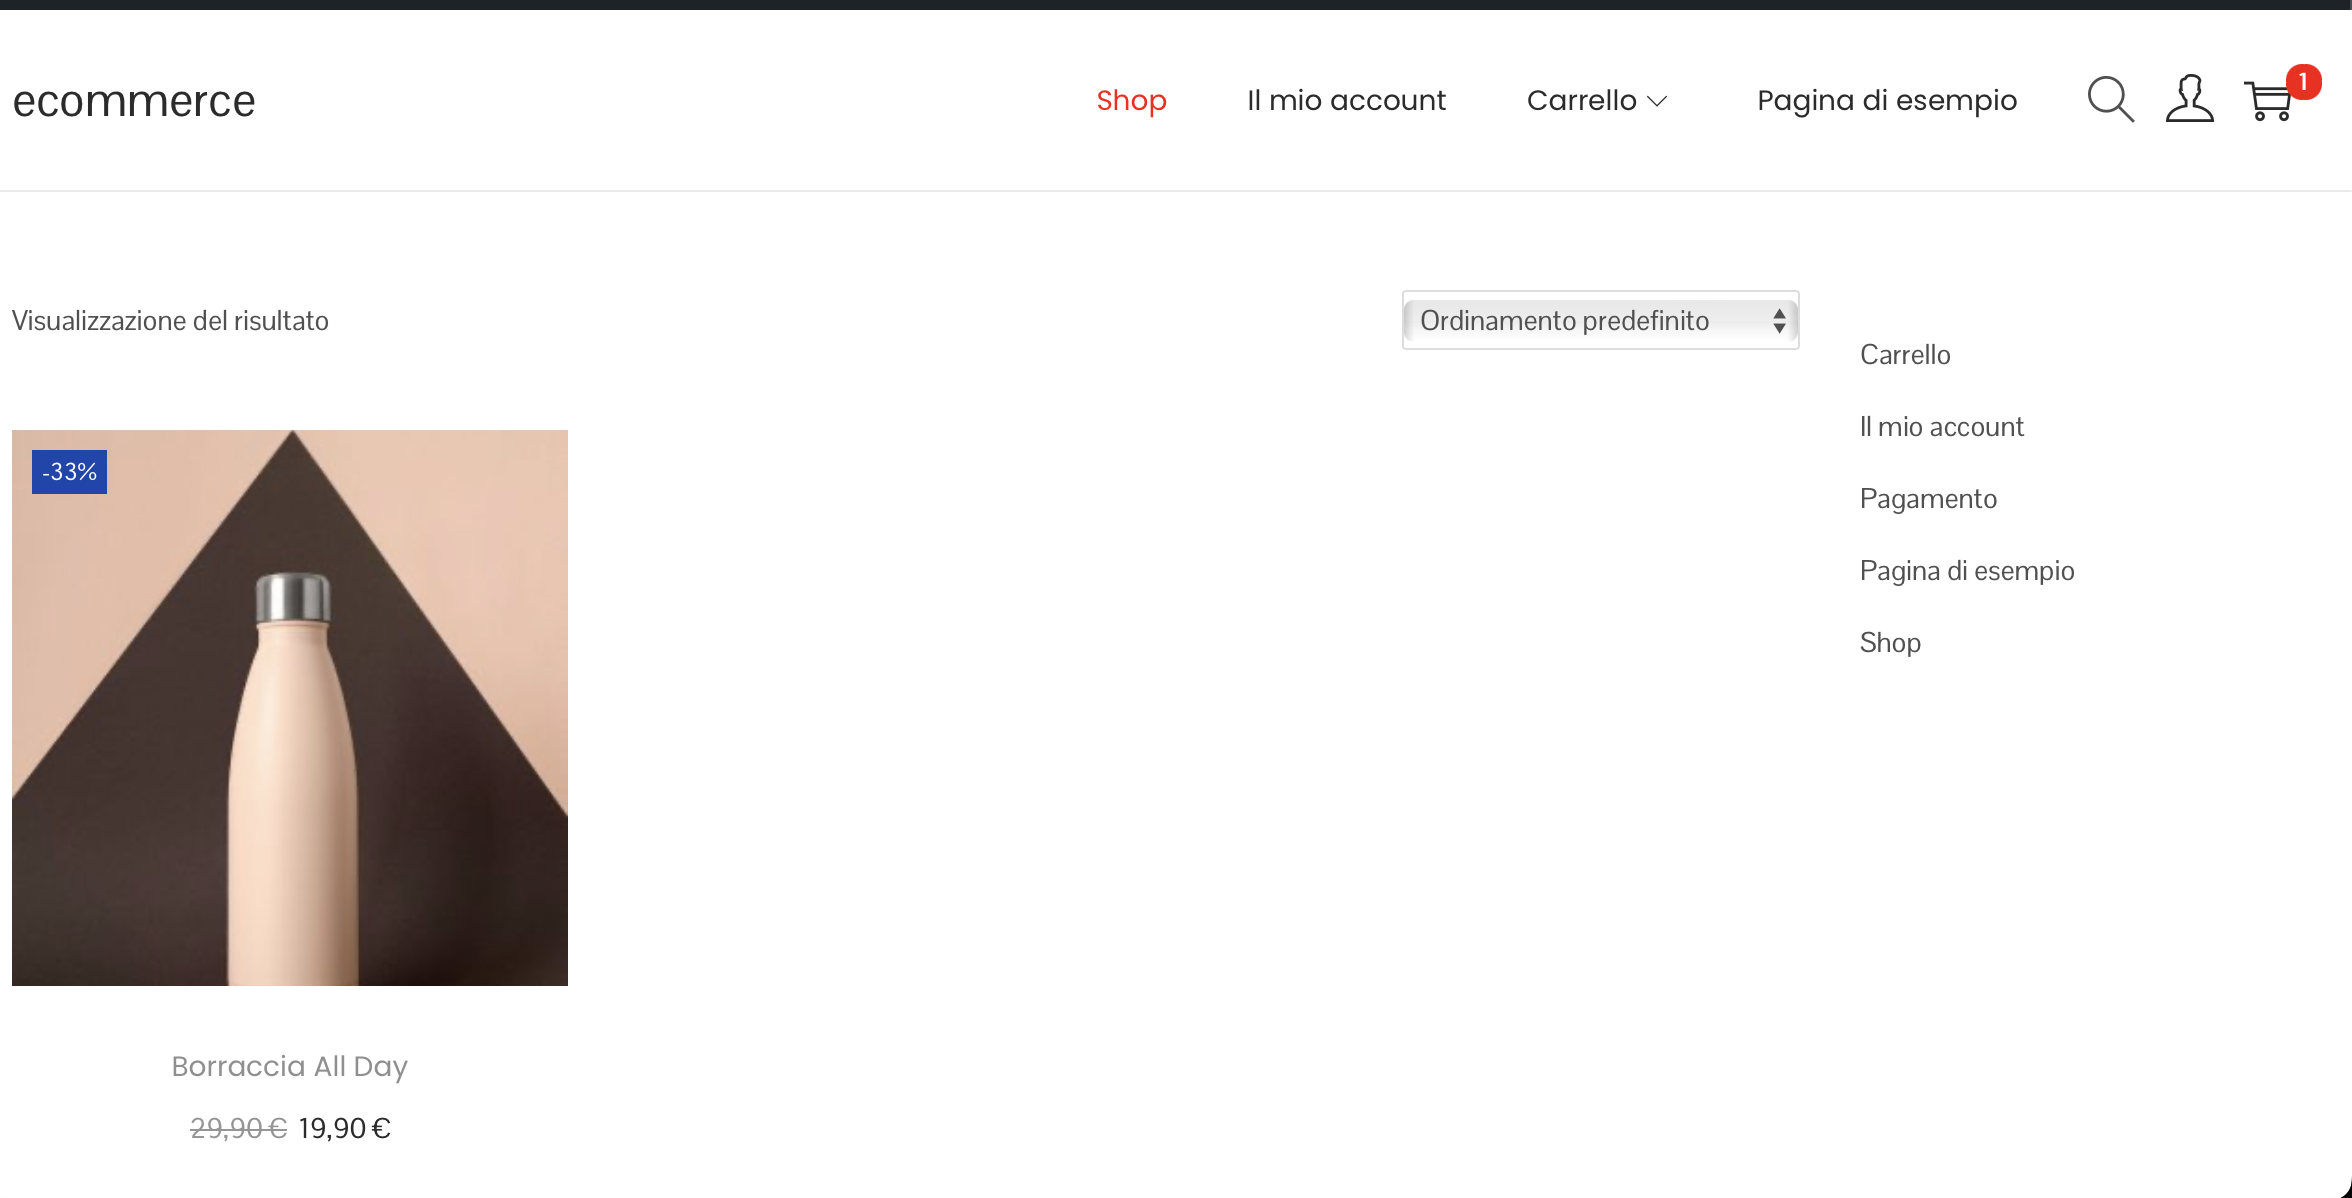 ecommerce
Shop
Il mio account
Carrello
Pagina di esempio
1
Visualizzazione del risultato
Ordinamento predefinito
-33%
Borraccia All Day
29,90 € 19,90 €
Carrello
Il mio account
Pagamento
Pagina di esempio
Shop